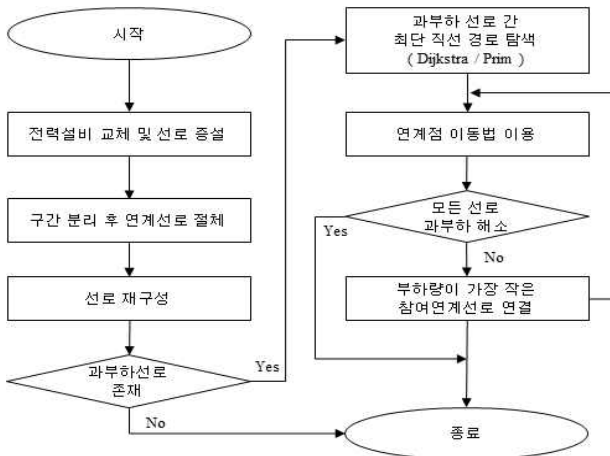 시작
전력설비 교체 및 선로 증설
구간 분리 후 연계선로 절체
선로 재구성
과부하선로
존재
Yes
No
과부하 선로 간
최단 직선 경로 탐색
( Dijkstra / Prim )
연계점 이동법 이용
모든 선로
과부하 해소
Yes
No
부하량이 가장 작은
참여연계선로 연결
종료